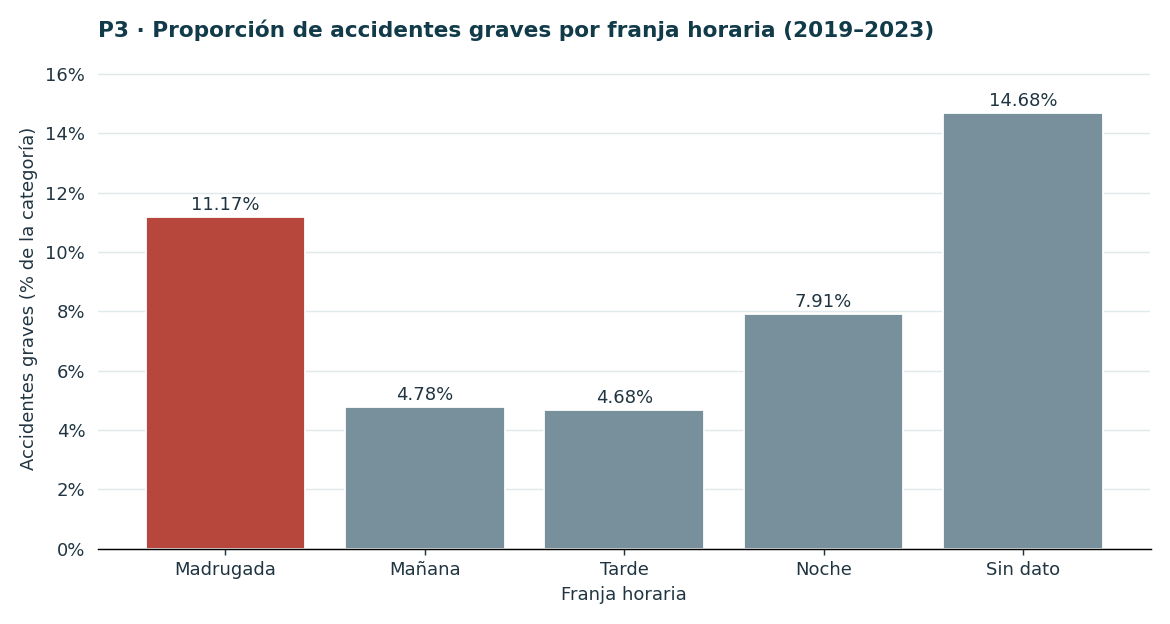 P3 · Proporción de accidentes graves por franja horaria (2019–2023)
Accidentes graves (% de la categoría)
16%
14%
12%
10%
8%
6%
4%
2%
0%
11.17%
4.78%
4.68%
7.91%
14.68%
Madrugada
Mañana
Tarde
Noche
Sin dato
Franja horaria